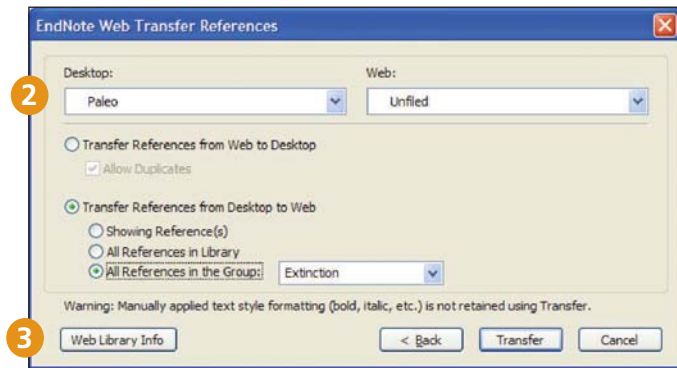 EndNote Web Transfer References
Desktop: Web:
2 Paleo Unfiled
Transfer References from Web to Desktop
Allow Duplicates
Transfer References from Desktop to Web
Showing Reference(s)
All References in Library
All References in the Group: Extinction
Warning: Manually applied text style formatting (bold, italic, etc.) is not retained using Transfer.
3 Web Library Info < Back Transfer Cancel